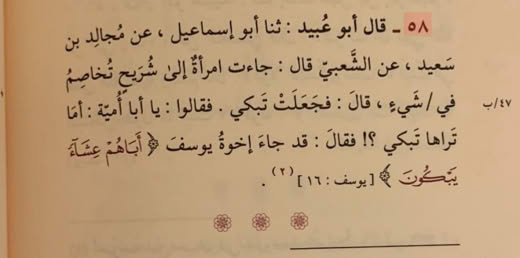 ٥٨ ـ قال أبو عُبيد : ثنا أبو إسماعيل ، عن مُجالِد بن
سَعيد ، عن الشَّعبيّ قال : جاءت امرأةٌ إلىٰ شُرَيحٍ تُخاصِمُ
في / شَيءٍ ، قالَ : فجَعَلَتْ تَبكي . فقالوا : يا أبا أُميّة : أمَا
٤٧/ب
تَراها تَبكي ؟! فقالَ : قد جاءَ إخوةُ يوسفَ ﴿ أَبَاهُمْ عِشَآءً
يَبْكُونَ ﴾ [ يوسف : ١٦ ] (٢) .